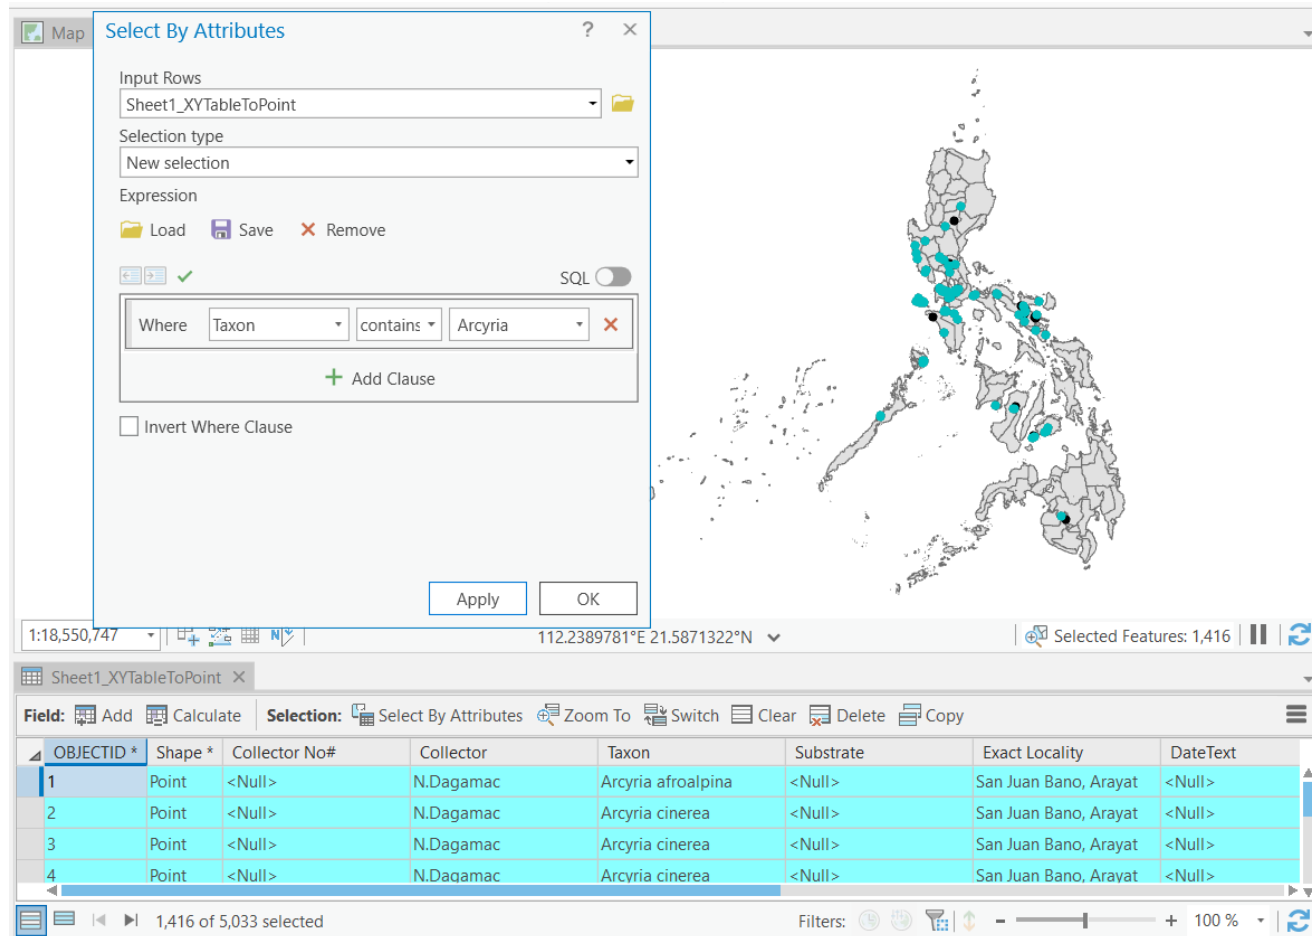 Map
Select By Attributes ? ×
Input Rows
Sheet1_XYTableToPoint
Selection type
New selection
Expression
Load Save Remove
SQL
Where Taxon contains Arcyria
Add Clause
Invert Where Clause
Apply OK
1:18,550,747
112.2389781°E 21.5871322°N
Selected Features: 1,416
Sheet1_XYTableToPoint
Field: Add Calculate Selection: Select By Attributes Zoom To Switch Clear Delete Copy
OBJECTID * Shape * Collector No# Collector Taxon Substrate Exact Locality DateText
1 Point <Null> N.Dagamac Arcyria afroalpina <Null> San Juan Bano, Arayat <Null>
2 Point <Null> N.Dagamac Arcyria cinerea <Null> San Juan Bano, Arayat <Null>
3 Point <Null> N.Dagamac Arcyria cinerea <Null> San Juan Bano, Arayat <Null>
4 Point <Null> N.Dagamac Arcyria cinerea <Null> San Juan Bano, Arayat <Null>
1,416 of 5,033 selected
Filters: - + 100 %